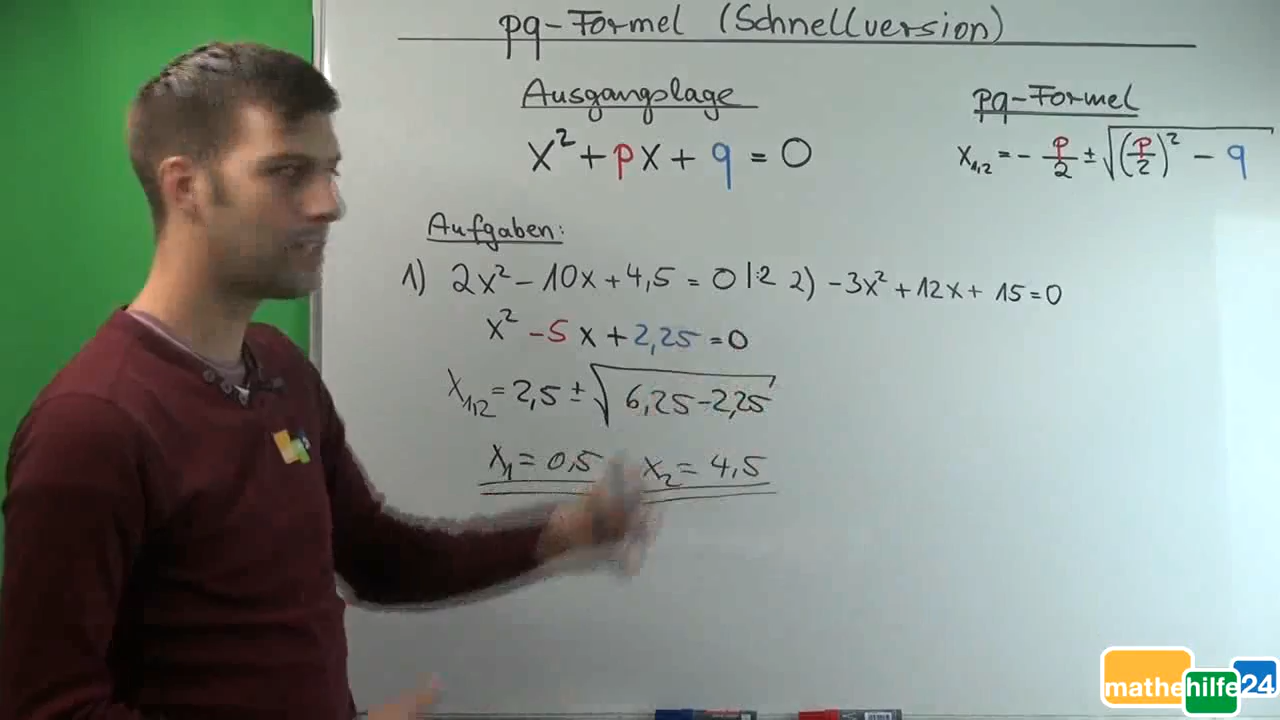 pq-Formel (Schnellversion)
Ausgangslage
x² + px + q = 0
pq-Formel
x₁,₂ = - p/2 ± √((p/2)² - q)
Aufgaben:
1) 2x² - 10x + 4,5 = 0 |:2
x² - 5x + 2,25 = 0
x₁,₂ = 2,5 ± √(6,25 - 2,25)
x₁ = 0,5 x₂ = 4,5
2) -3x² + 12x + 15 = 0
mathehilfe24